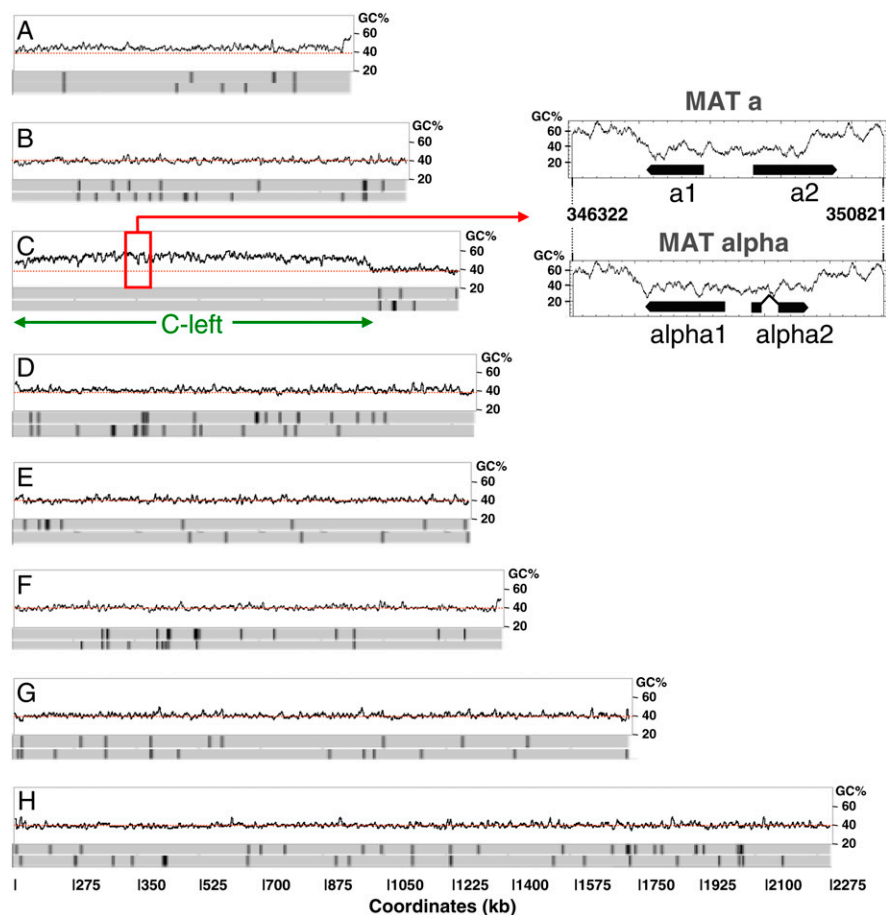 A
GC%
60
40
20
B
GC%
60
40
20
C
GC%
60
40
20
C-left
MAT a
GC%
60
40
20
a1
a2
346322
350821
MAT alpha
GC%
60
40
20
alpha1
alpha2
D
GC%
60
40
20
E
GC%
60
40
20
F
GC%
60
40
20
G
GC%
60
40
20
H
GC%
60
40
20
| |275 |350 |525 |700 |875 |1050 |1225 |1400 |1575 |1750 |1925 |2100 |2275
Coordinates (kb)